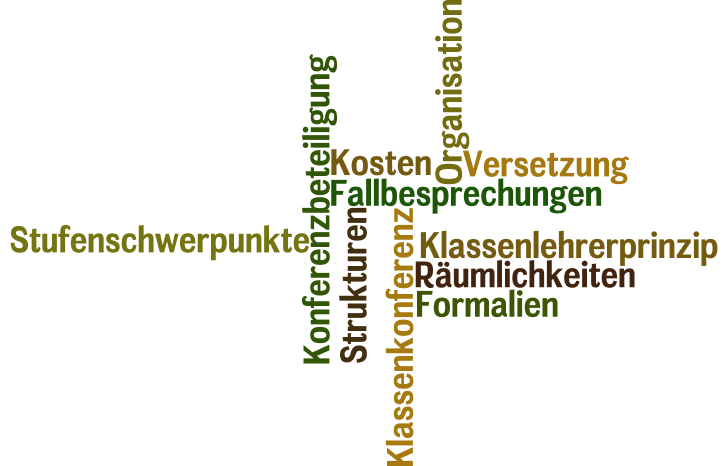 Organisation
Konferenzbeteiligung
Kosten
Versetzung
Fallbesprechungen
Stufenschwerpunkte
Strukturen
Klassenkonferenz
Klassenlehrerprinzip
Räumlichkeiten
Formalien